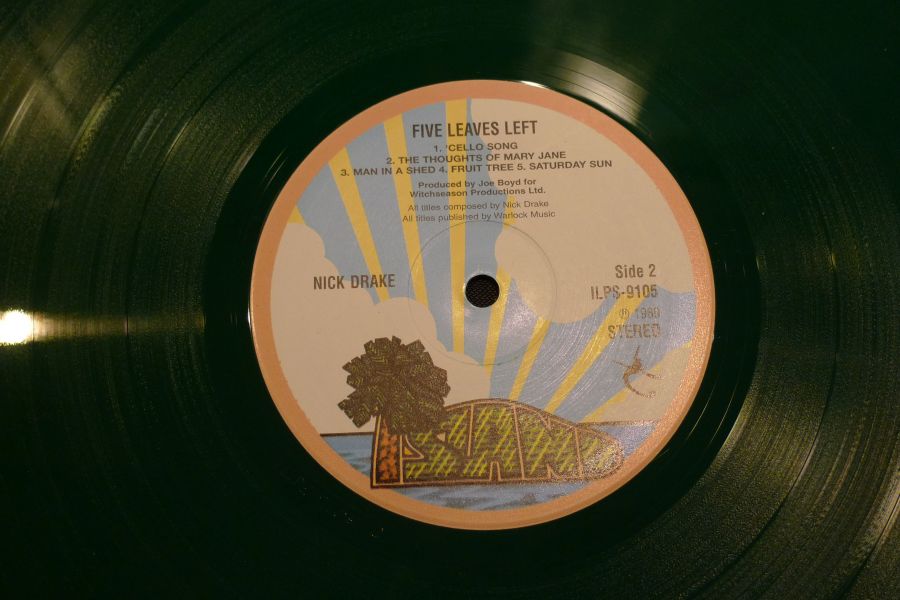 FIVE LEAVES LEFT
1. 'CELLO SONG
2. THE THOUGHTS OF MARY JANE
3. MAN IN A SHED 4. FRUIT TREE 5. SATURDAY SUN
Produced by Joe Boyd for
Witchseason Productions Ltd.
All titles composed by Nick Drake
All titles published by Warlock Music
NICK DRAKE
Side 2
ILPS-9105
℗ 1989
STEREO
ISLAND